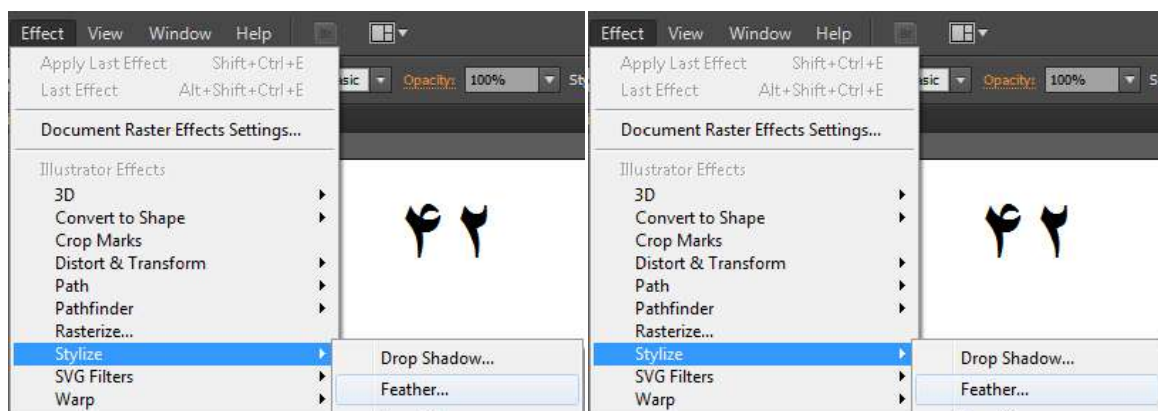 Effect View Window Help
Apply Last Effect Shift+Ctrl+E
Last Effect Alt+Shift+Ctrl+E
Opacity: 100%
Document Raster Effects Settings...
Illustrator Effects
3D
Convert to Shape
Crop Marks
Distort & Transform
Path
Pathfinder
Rasterize...
Stylize
SVG Filters
Warp
Drop Shadow...
Feather...
۴۲
Effect View Window Help
Apply Last Effect Shift+Ctrl+E
Last Effect Alt+Shift+Ctrl+E
Opacity: 100%
Document Raster Effects Settings...
Illustrator Effects
3D
Convert to Shape
Crop Marks
Distort & Transform
Path
Pathfinder
Rasterize...
Stylize
SVG Filters
Warp
Drop Shadow...
Feather...
۴۲